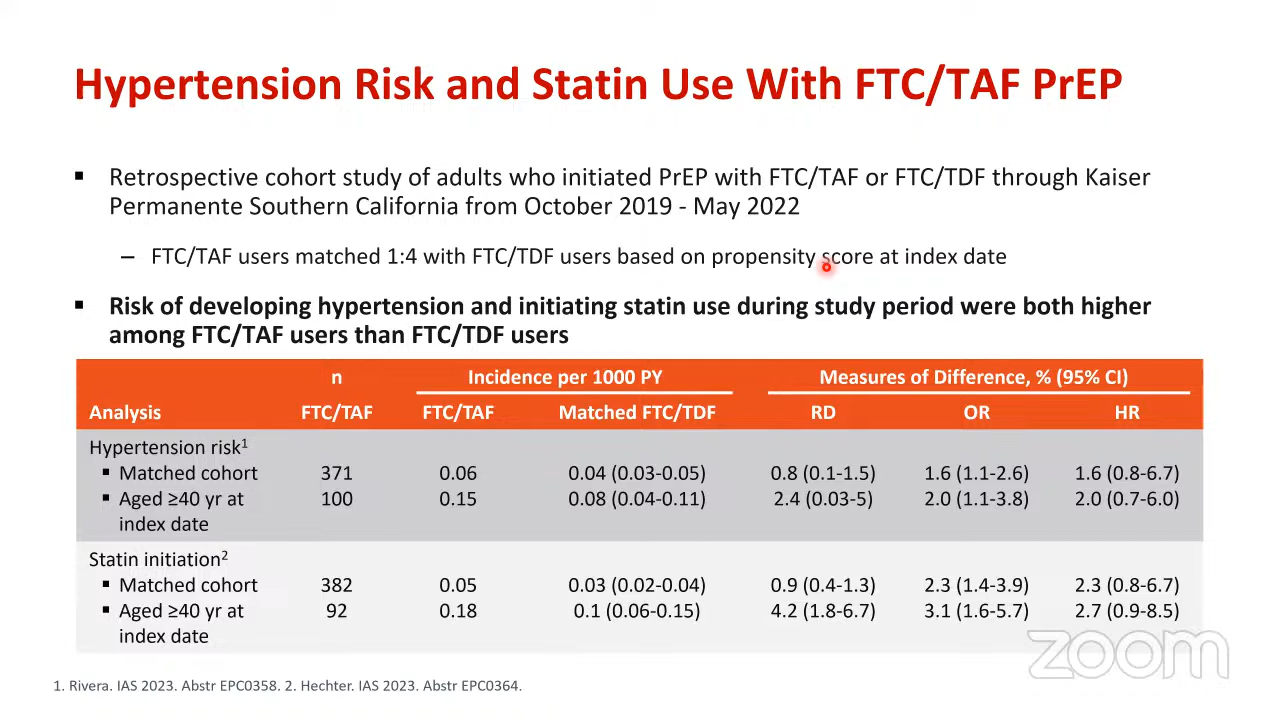 Hypertension Risk and Statin Use With FTC/TAF PrEP
▪ Retrospective cohort study of adults who initiated PrEP with FTC/TAF or FTC/TDF through Kaiser
Permanente Southern California from October 2019 - May 2022
– FTC/TAF users matched 1:4 with FTC/TDF users based on propensity score at index date
▪ Risk of developing hypertension and initiating statin use during study period were both higher
among FTC/TAF users than FTC/TDF users
n Incidence per 1000 PY Measures of Difference, % (95% CI)
Analysis FTC/TAF FTC/TAF Matched FTC/TDF RD OR HR
Hypertension risk¹
▪ Matched cohort 371 0.06 0.04 (0.03-0.05) 0.8 (0.1-1.5) 1.6 (1.1-2.6) 1.6 (0.8-6.7)
▪ Aged ≥40 yr at 100 0.15 0.08 (0.04-0.11) 2.4 (0.03-5) 2.0 (1.1-3.8) 2.0 (0.7-6.0)
index date
Statin initiation²
▪ Matched cohort 382 0.05 0.03 (0.02-0.04) 0.9 (0.4-1.3) 2.3 (1.4-3.9) 2.3 (0.8-6.7)
▪ Aged ≥40 yr at 92 0.18 0.1 (0.06-0.15) 4.2 (1.8-6.7) 3.1 (1.6-5.7) 2.7 (0.9-8.5)
index date
zoom
1. Rivera. IAS 2023. Abstr EPC0358. 2. Hechter. IAS 2023. Abstr EPC0364.